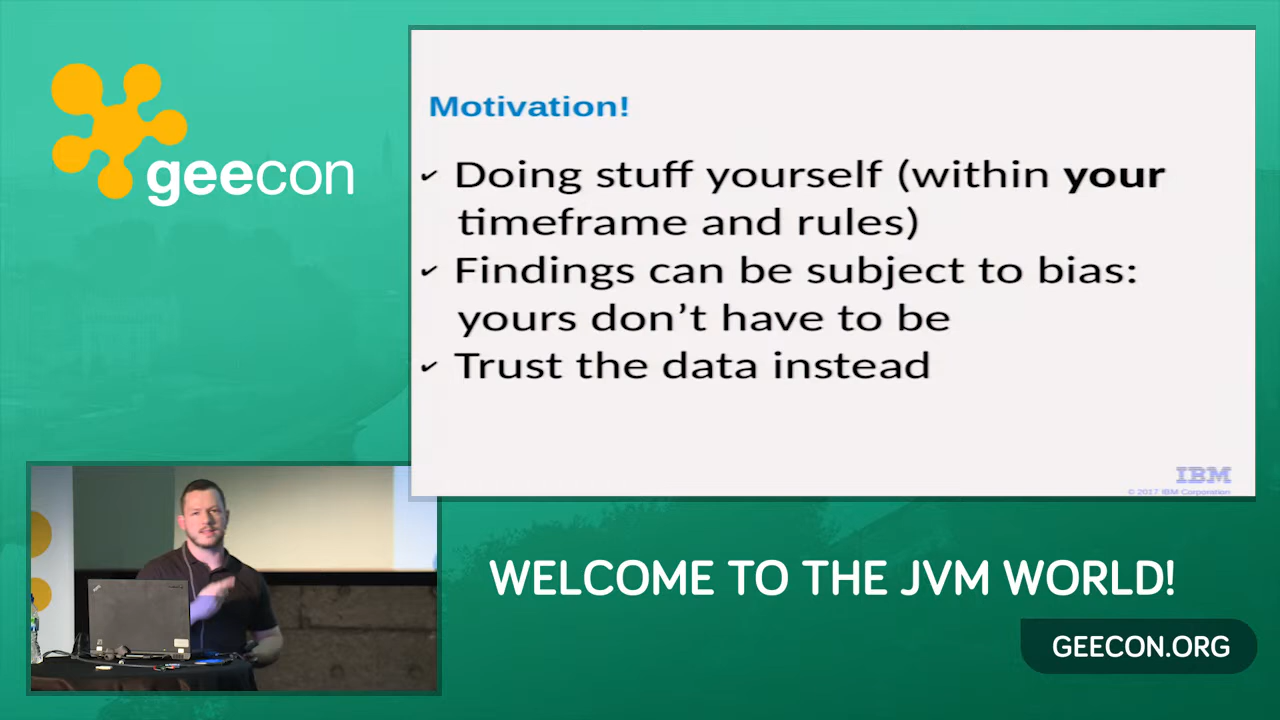 geecon
Motivation!
✔ Doing stuff yourself (within your
timeframe and rules)
✔ Findings can be subject to bias:
yours don't have to be
✔ Trust the data instead
IBM
© 2017 IBM Corporation
WELCOME TO THE JVM WORLD!
GEECON.ORG